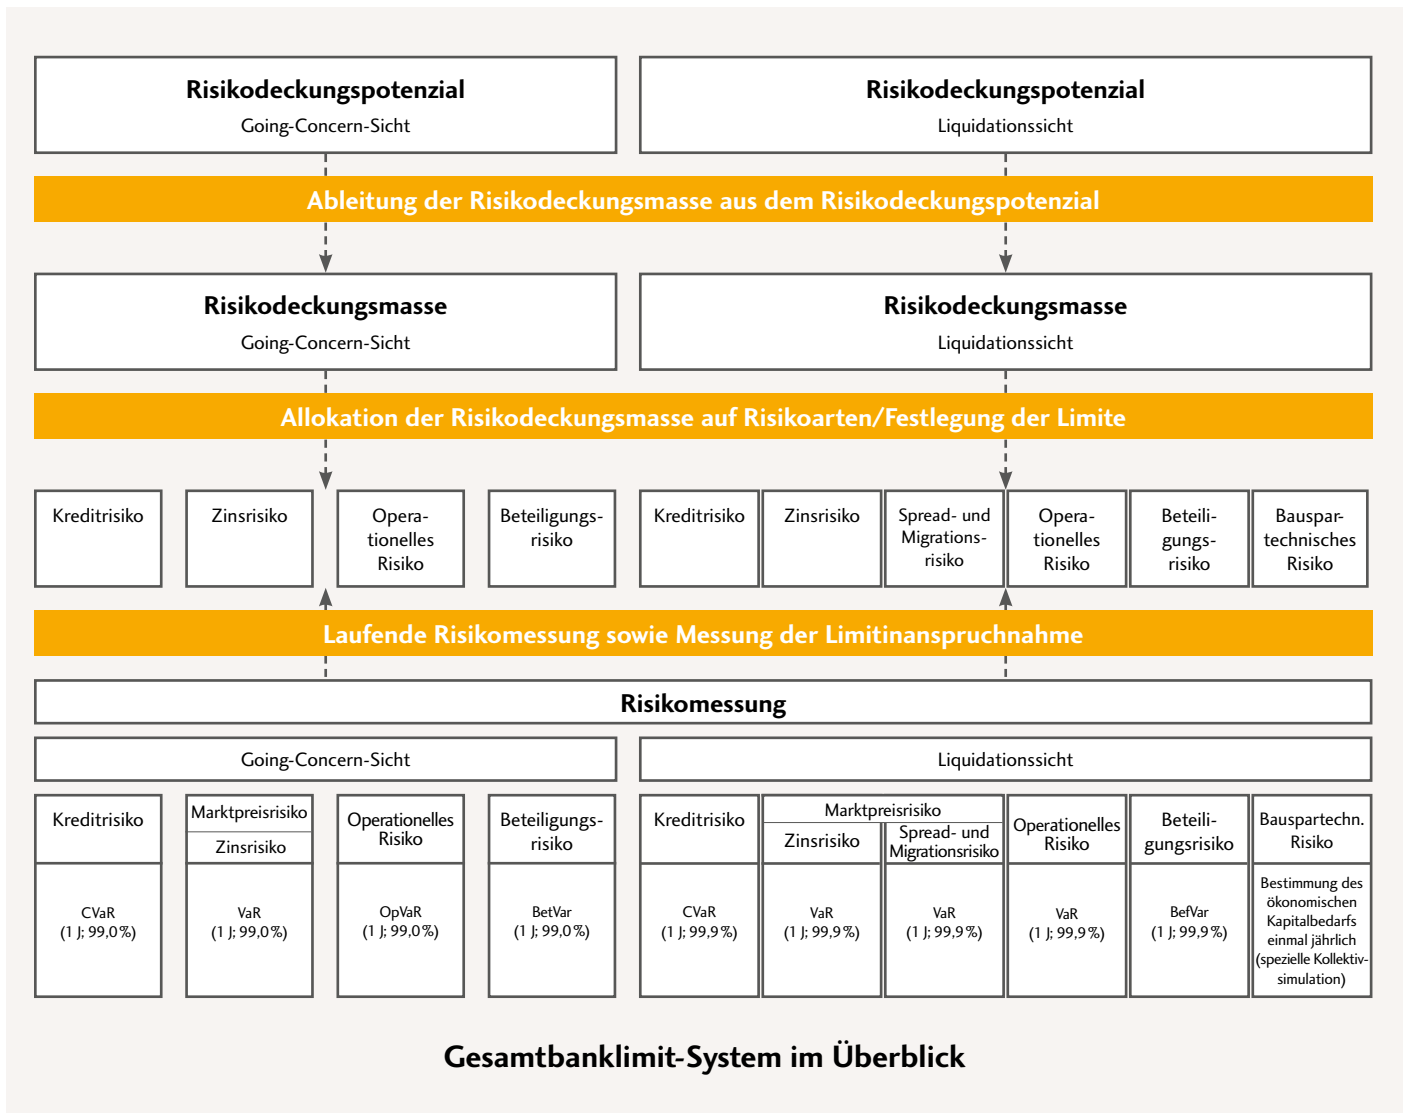 Risikodeckungspotenzial
Going-Concern-Sicht
Risikodeckungspotenzial
Liquidationssicht
Ableitung der Risikodeckungsmasse aus dem Risikodeckungspotenzial
Risikodeckungsmasse
Going-Concern-Sicht
Risikodeckungsmasse
Liquidationssicht
Allokation der Risikodeckungsmasse auf Risikoarten/Festlegung der Limite
Kreditrisiko
Zinsrisiko
Opera-
tionelles
Risiko
Beteiligungs-
risiko
Kreditrisiko
Zinsrisiko
Spread- und
Migrations-
risiko
Opera-
tionelles
Risiko
Beteili-
gungs-
risiko
Bauspar-
technisches
Risiko
Laufende Risikomessung sowie Messung der Limitinanspruchnahme
Risikomessung
Going-Concern-Sicht
Liquidationssicht
Kreditrisiko
Marktpreisrisiko
Zinsrisiko
Operationelles
Risiko
Beteiligungs-
risiko
Kreditrisiko
Marktpreisrisiko
Zinsrisiko
Spread- und
Migrationsrisiko
Operationelles
Risiko
Beteili-
gungsrisiko
Bauspartechn.
Risiko
CVaR
(1 J; 99,0 %)
VaR
(1 J; 99,0 %)
OpVaR
(1 J; 99,0 %)
BetVar
(1 J; 99,0 %)
CVaR
(1 J; 99,9 %)
VaR
(1 J; 99,9 %)
VaR
(1 J; 99,9 %)
VaR
(1 J; 99,9 %)
BefVar
(1 J; 99,9 %)
Bestimmung des
ökonomischen
Kapitalbedarfs
einmal jährlich
(spezielle Kollektiv-
simulation)
Gesamtbanklimit-System im Überblick